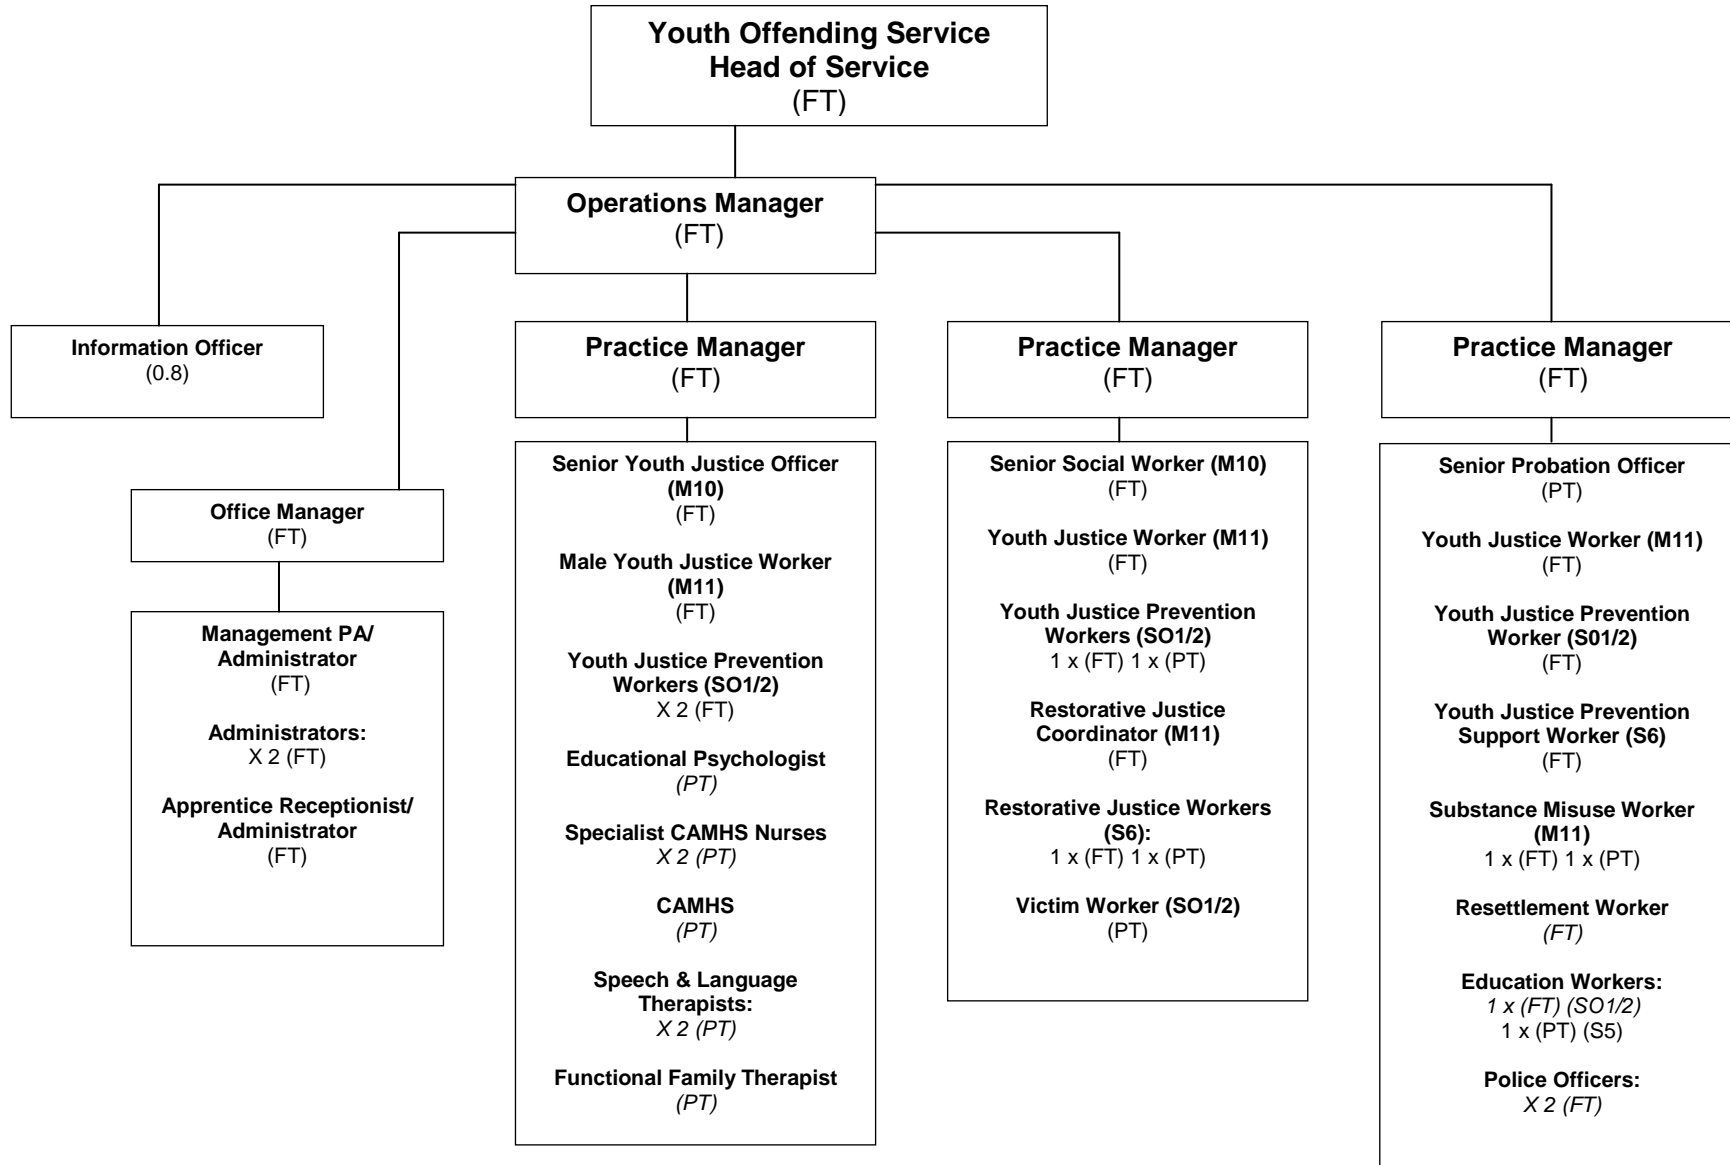 Youth Offending Service
Head of Service
(FT)
Operations Manager
(FT)
Information Officer
(0.8)
Practice Manager
(FT)
Practice Manager
(FT)
Practice Manager
(FT)
Office Manager
(FT)
Management PA/
Administrator
(FT)
Administrators:
X 2 (FT)
Apprentice Receptionist/
Administrator
(FT)
Senior Youth Justice Officer
(M10)
(FT)
Male Youth Justice Worker
(M11)
(FT)
Youth Justice Prevention
Workers (SO1/2)
X 2 (FT)
Educational Psychologist
(PT)
Specialist CAMHS Nurses
X 2 (PT)
CAMHS
(PT)
Speech & Language
Therapists:
X 2 (PT)
Functional Family Therapist
(PT)
Senior Social Worker (M10)
(FT)
Youth Justice Worker (M11)
(FT)
Youth Justice Prevention
Workers (SO1/2)
1 x (FT) 1 x (PT)
Restorative Justice
Coordinator (M11)
(FT)
Restorative Justice Workers
(S6):
1 x (FT) 1 x (PT)
Victim Worker (SO1/2)
(PT)
Senior Probation Officer
(PT)
Youth Justice Worker (M11)
(FT)
Youth Justice Prevention
Worker (S01/2)
(FT)
Youth Justice Prevention
Support Worker (S6)
(FT)
Substance Misuse Worker
(M11)
1 x (FT) 1 x (PT)
Resettlement Worker
(FT)
Education Workers:
1 x (FT) (SO1/2)
1 x (PT) (S5)
Police Officers:
X 2 (FT)